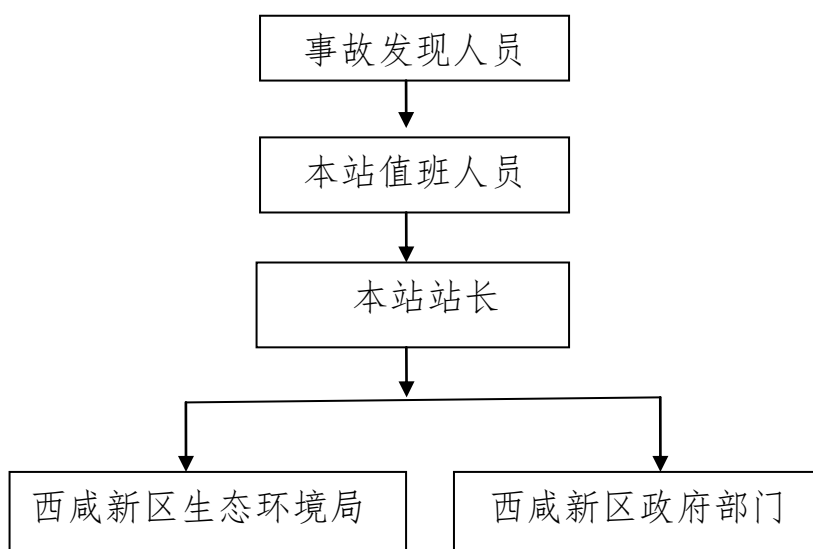 事故发现人员
本站值班人员
本站站长
西咸新区生态环境局
西咸新区政府部门